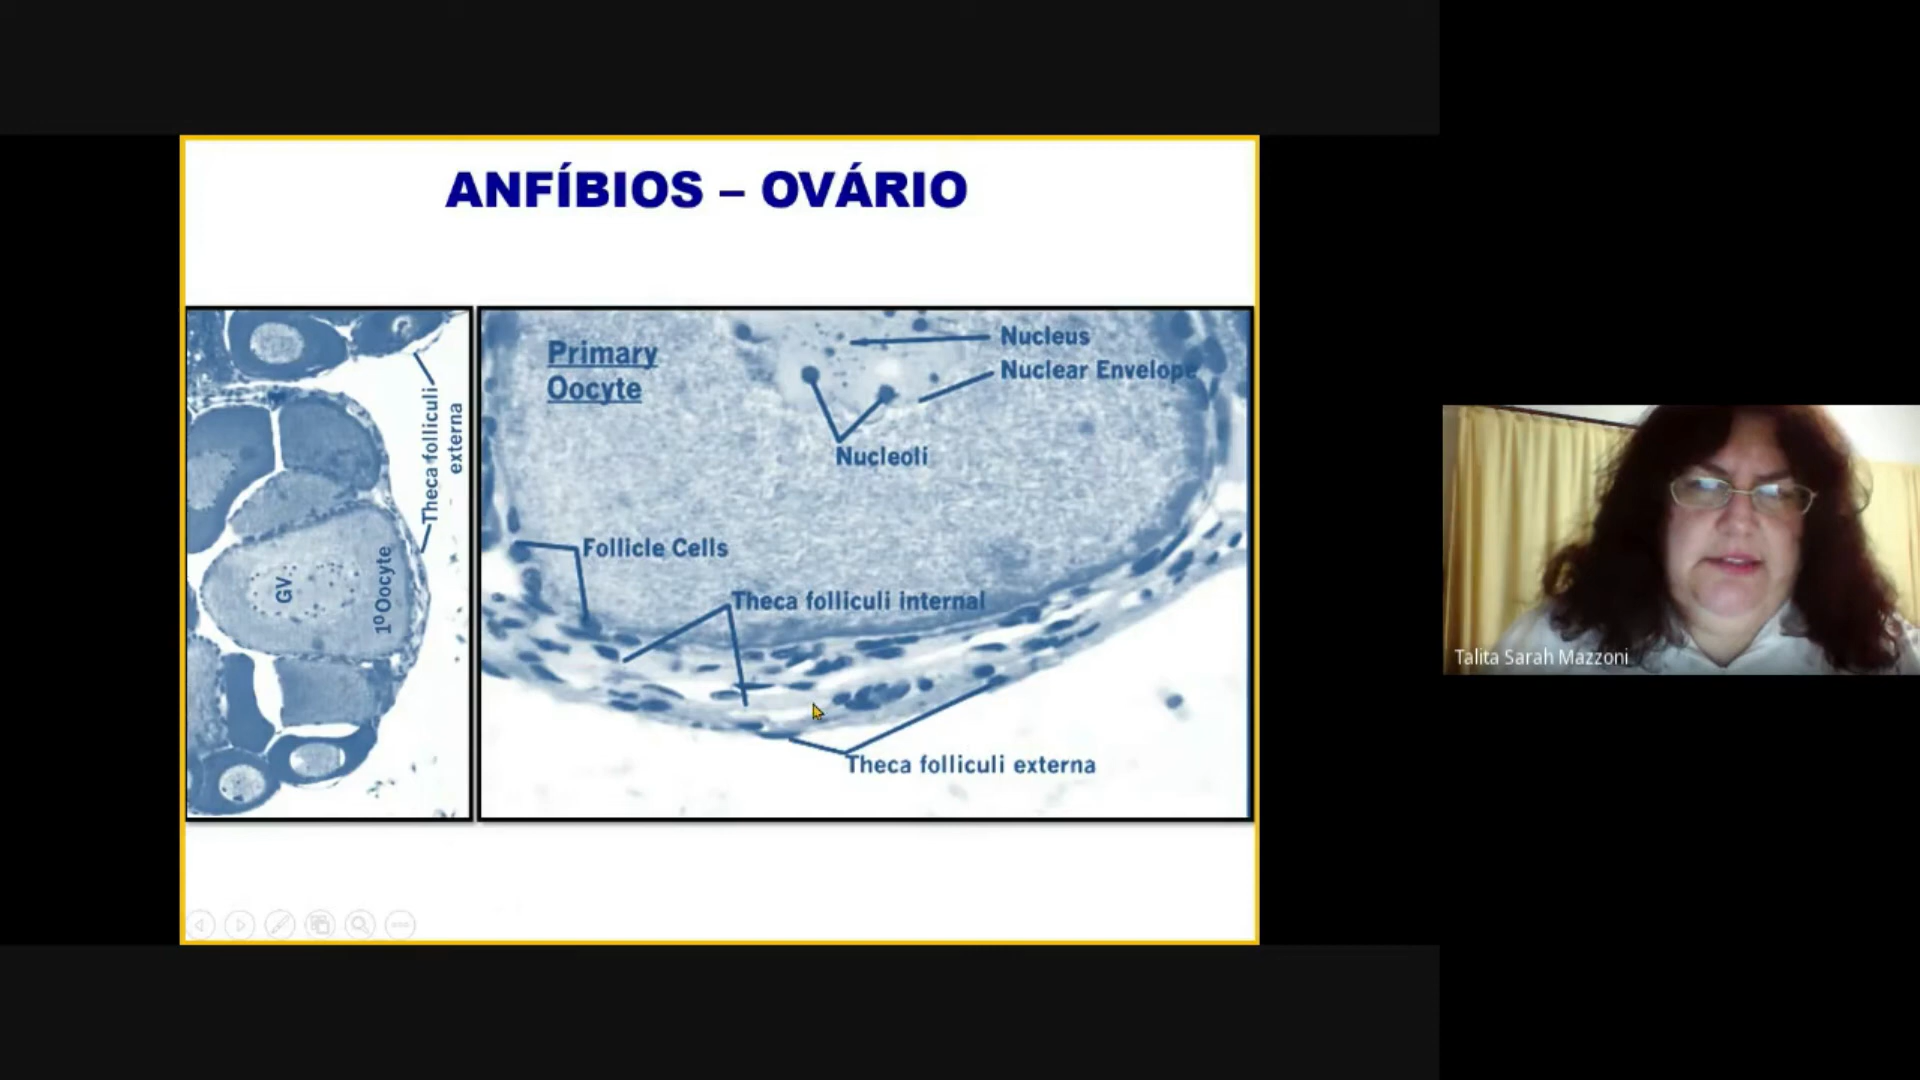 ANFÍBIOS – OVÁRIO
Theca folliculi
externa
GV
1º Oocyte
Primary
Oocyte
Nucleus
Nuclear Envelope
Nucleoli
Follicle Cells
Theca folliculi internal
Theca folliculi externa
Talita Sarah Mazzoni